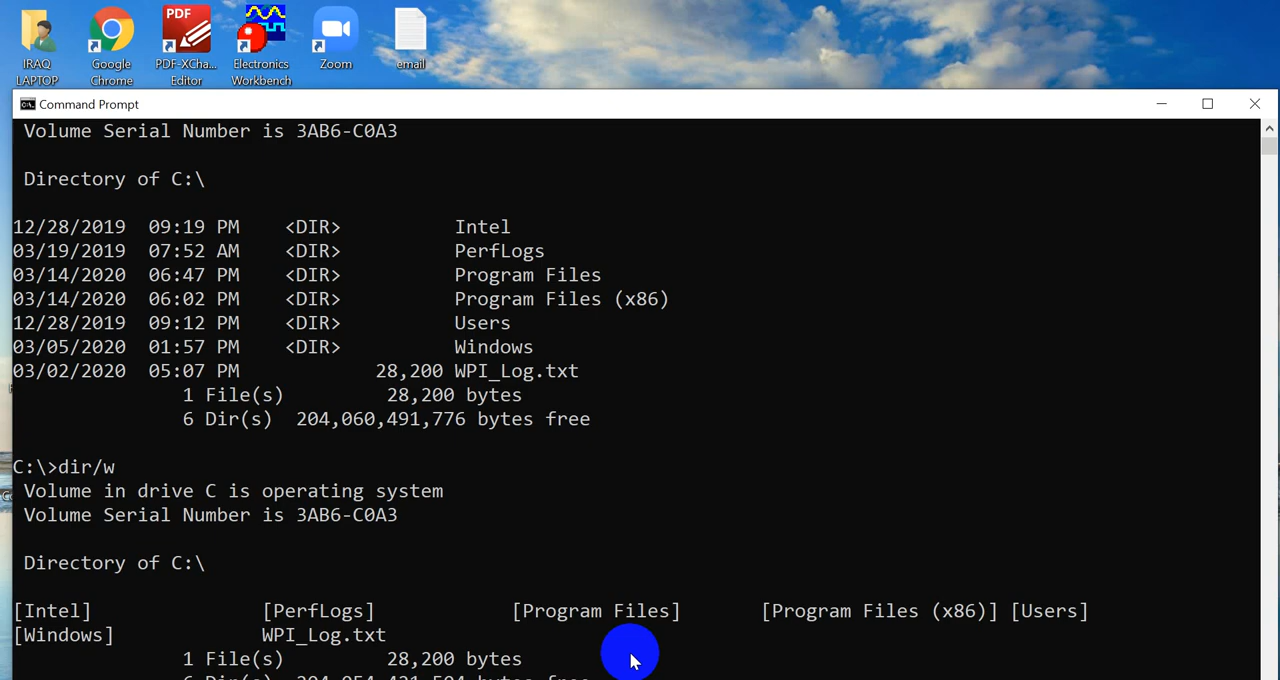 IRAQ LAPTOP
Google Chrome
PDF
PDF-XCha... Editor
Electronics Workbench
Zoom
email
Command Prompt
Volume Serial Number is 3AB6-C0A3
Directory of C:\
12/28/2019 09:19 PM <DIR> Intel
03/19/2019 07:52 AM <DIR> PerfLogs
03/14/2020 06:47 PM <DIR> Program Files
03/14/2020 06:02 PM <DIR> Program Files (x86)
12/28/2019 09:12 PM <DIR> Users
03/05/2020 01:57 PM <DIR> Windows
03/02/2020 05:07 PM 28,200 WPI_Log.txt
1 File(s) 28,200 bytes
6 Dir(s) 204,060,491,776 bytes free
C:\>dir/w
Volume in drive C is operating system
Volume Serial Number is 3AB6-C0A3
Directory of C:\
[Intel] [PerfLogs] [Program Files] [Program Files (x86)] [Users]
[Windows] WPI_Log.txt
1 File(s) 28,200 bytes
6 Dir(s) bytes free